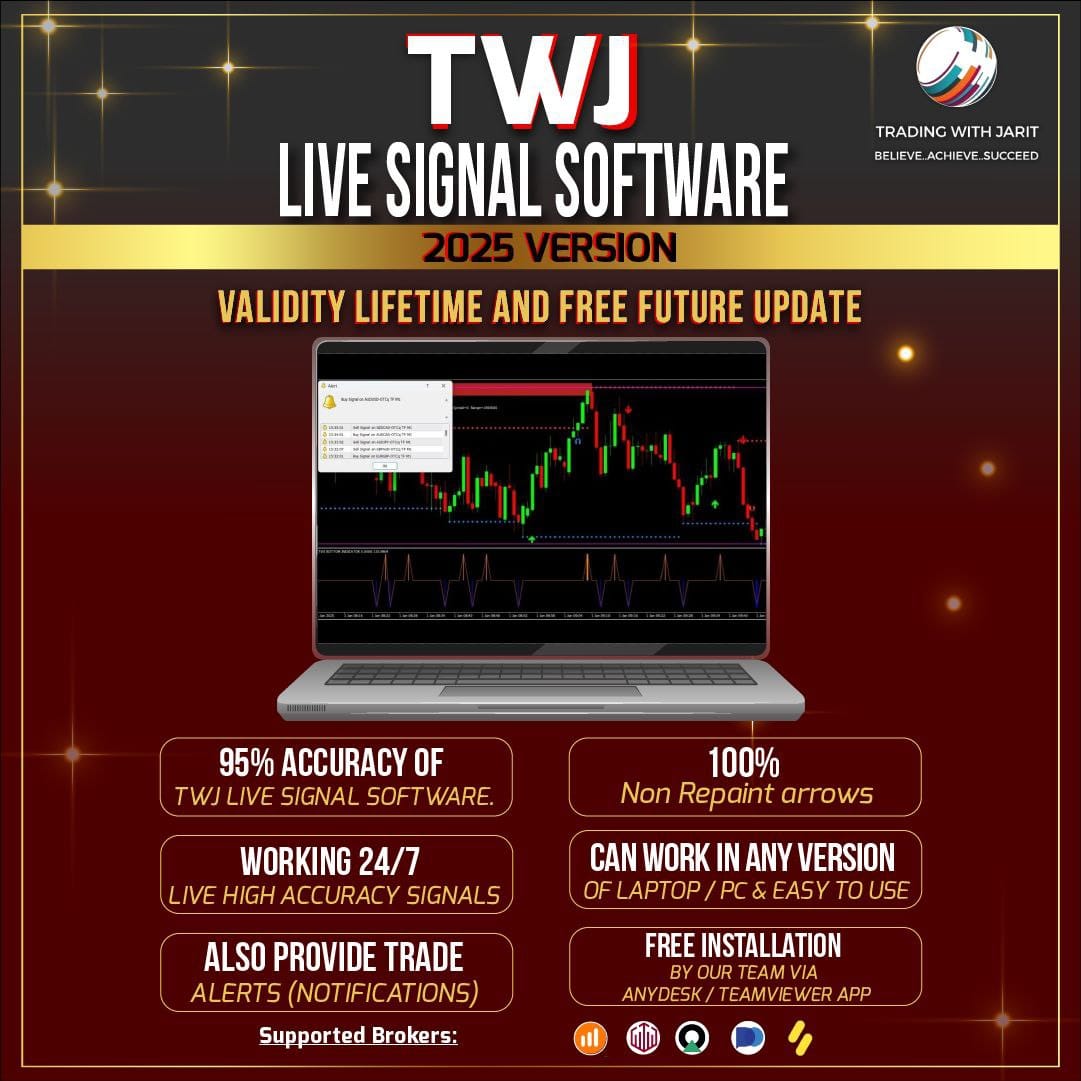 TWJ
LIVE SIGNAL SOFTWARE
TRADING WITH JARIT
BELIEVE..ACHIEVE..SUCCEED
2025 VERSION
VALIDITY LIFETIME AND FREE FUTURE UPDATE
Alert
? ×
95% ACCURACY OF
TWJ LIVE SIGNAL SOFTWARE.
100%
Non Repaint arrows
WORKING 24/7
LIVE HIGH ACCURACY SIGNALS
CAN WORK IN ANY VERSION
OF LAPTOP / PC & EASY TO USE
ALSO PROVIDE TRADE
ALERTS (NOTIFICATIONS)
FREE INSTALLATION
BY OUR TEAM VIA
ANYDESK / TEAMVIEWER APP
Supported Brokers: